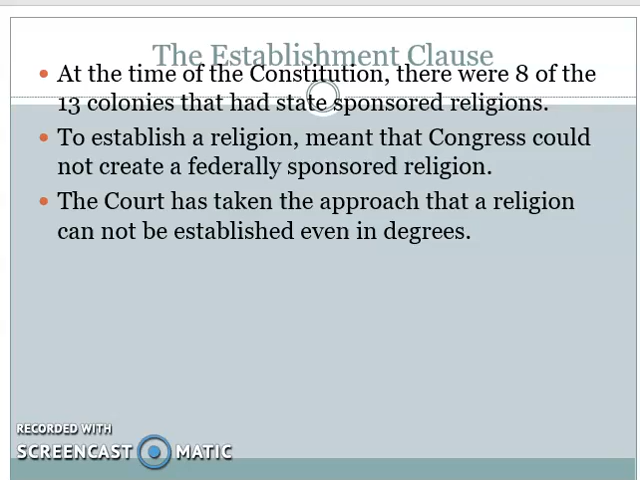 The Establishment Clause
• At the time of the Constitution, there were 8 of the
13 colonies that had state sponsored religions.
• To establish a religion, meant that Congress could
not create a federally sponsored religion.
• The Court has taken the approach that a religion
can not be established even in degrees.
RECORDED WITH
SCREENCAST MATIC